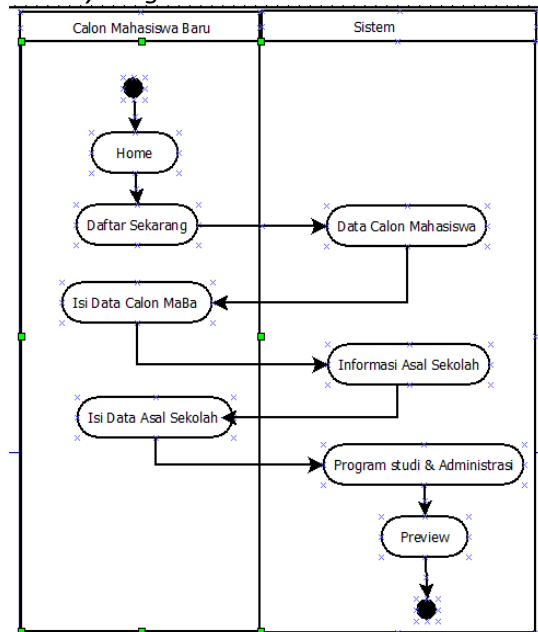 Calon Mahasiswa Baru
Sistem
Home
Daftar Sekarang
Data Calon Mahasiswa
Isi Data Calon MaBa
Informasi Asal Sekolah
Isi Data Asal Sekolah
Program studi & Administrasi
Preview